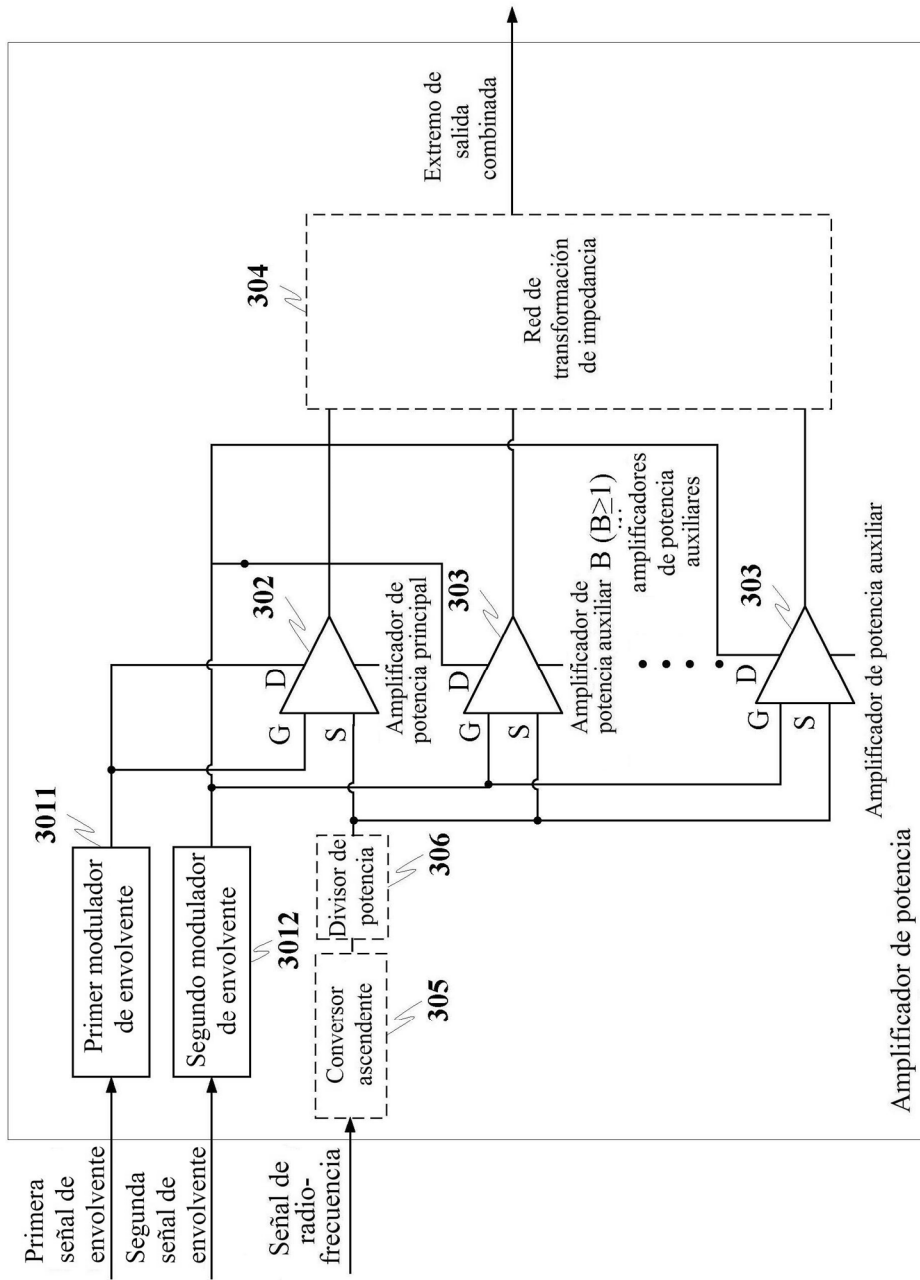 Primera
señal de
envolvente
Segunda
señal de
envolvente
Señal de
radio-
frecuencia
3011
Primer modulador
de envolvente
Segundo modulador
de envolvente
3012
Conversor
ascendente
305
Divisor de
potencia
306
G
D
S
302
Amplificador de
potencia principal
G
D
S
303
Amplificador de
potencia auxiliar
B (B≥1)
amplificadores
de potencia
auxiliares
G
D
S
303
Amplificador de potencia auxiliar
304
Red de
transformación
de impedancia
Extremo de
salida
combinada
Amplificador de potencia